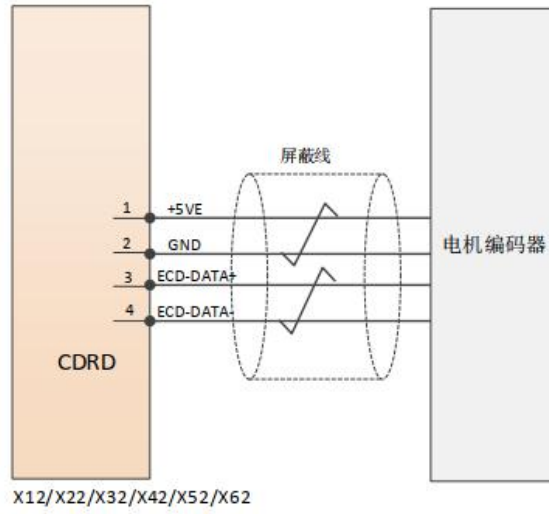 屏蔽线
1 +5VE
2 GND
3 ECD-DATA+
4 ECD-DATA-
电机编码器
CDRD
X12/X22/X32/X42/X52/X62